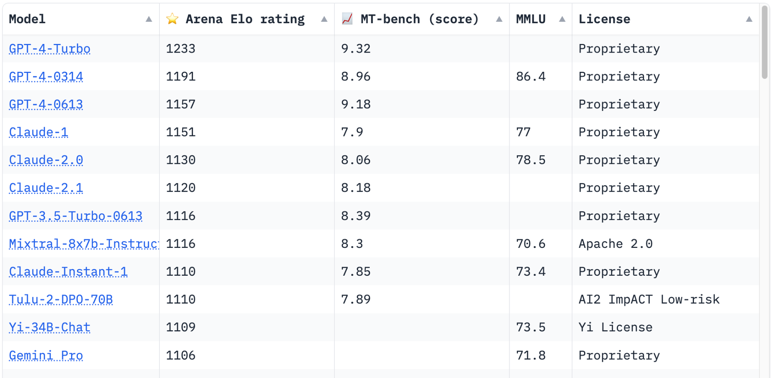 Model ▲ ⭐ Arena Elo rating ▲ 📈 MT-bench (score) ▲ MMLU ▲ License ▲
GPT-4-Turbo 1233 9.32 Proprietary
GPT-4-0314 1191 8.96 86.4 Proprietary
GPT-4-0613 1157 9.18 Proprietary
Claude-1 1151 7.9 77 Proprietary
Claude-2.0 1130 8.06 78.5 Proprietary
Claude-2.1 1120 8.18 Proprietary
GPT-3.5-Turbo-0613 1116 8.39 Proprietary
Mixtral-8x7b-Instruc 1116 8.3 70.6 Apache 2.0
Claude-Instant-1 1110 7.85 73.4 Proprietary
Tulu-2-DPO-70B 1110 7.89 AI2 ImpACT Low-risk
Yi-34B-Chat 1109 73.5 Yi License
Gemini Pro 1106 71.8 Proprietary